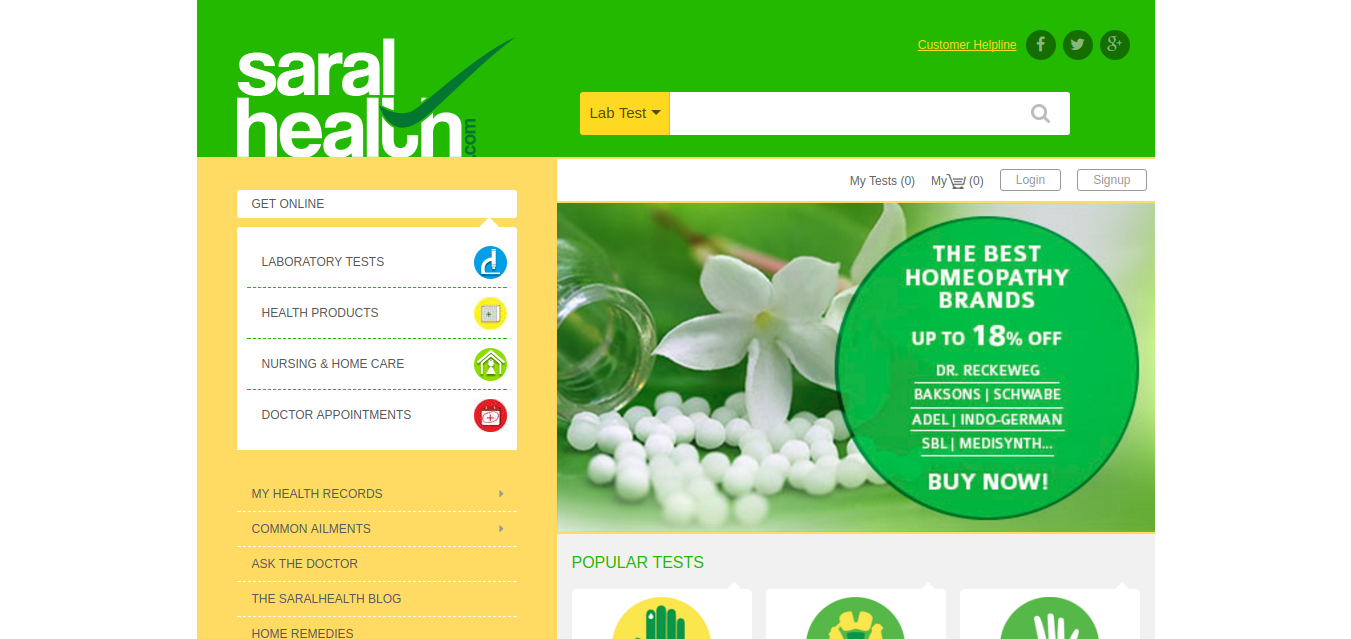 saral
health
.com
Customer Helpline
Lab Test
My Tests (0)
My (0)
Login
Signup
GET ONLINE
LABORATORY TESTS
HEALTH PRODUCTS
NURSING & HOME CARE
DOCTOR APPOINTMENTS
MY HEALTH RECORDS
COMMON AILMENTS
ASK THE DOCTOR
THE SARALHEALTH BLOG
HOME REMEDIES
THE BEST
HOMEOPATHY
BRANDS
UP TO 18% OFF
DR. RECKEWEG
BAKSONS | SCHWABE
ADEL | INDO-GERMAN
SBL | MEDISYNTH...
BUY NOW!
POPULAR TESTS